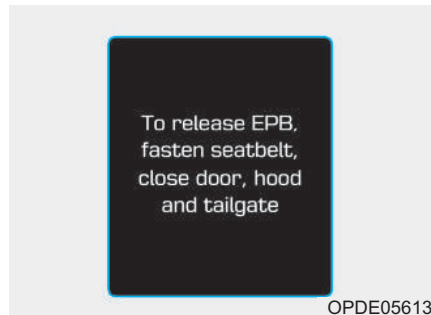 To release EPB,
fasten seatbelt,
close door, hood
and tailgate
OPDE05613